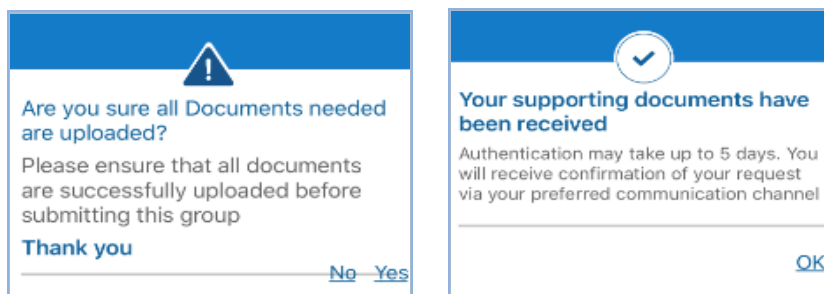 Are you sure all Documents needed
are uploaded?
Please ensure that all documents
are successfully uploaded before
submitting this group
Thank you
No Yes
Your supporting documents have
been received
Authentication may take up to 5 days. You
will receive confirmation of your request
via your preferred communication channel
OK